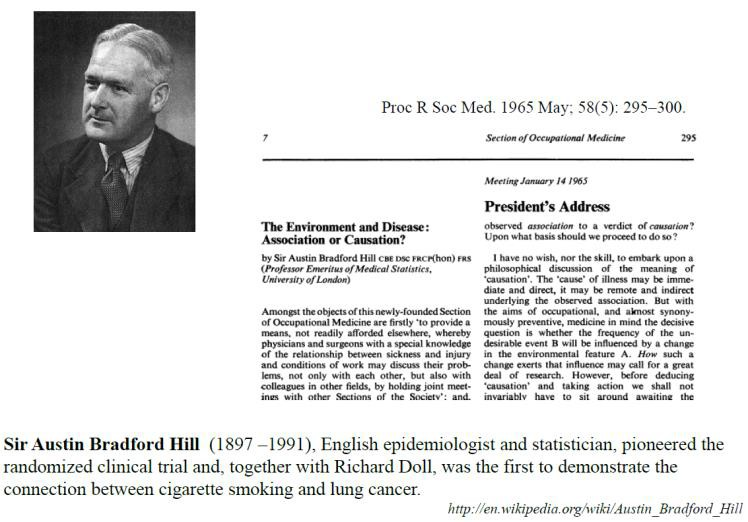 Proc R Soc Med. 1965 May; 58(5): 295–300.
7 Section of Occupational Medicine 295
The Environment and Disease:
Association or Causation?
by Sir Austin Bradford Hill CBE DSC FRCP(hon) FRS
(Professor Emeritus of Medical Statistics,
University of London)
Amongst the objects of this newly-founded Section
of Occupational Medicine are firstly 'to provide a
means, not readily afforded elsewhere, whereby
physicians and surgeons with a special knowledge
of the relationship between sickness and injury
and conditions of work may discuss their prob-
lems, not only with each other, but also with
colleagues in other fields, by holding joint meet-
ings with other Sections of the Society'; and,
Meeting January 14 1965
President's Address
observed association to a verdict of causation?
Upon what basis should we proceed to do so?
I have no wish, nor the skill, to embark upon a
philosophical discussion of the meaning of
'causation'. The 'cause' of illness may be imme-
diate and direct, it may be remote and indirect
underlying the observed association. But with
the aims of occupational, and almost synony-
mously preventive, medicine in mind the decisive
question is whether the frequency of the un-
desirable event B will be influenced by a change
in the environmental feature A. How such a
change exerts that influence may call for a great
deal of research. However, before deducing
'causation' and taking action we shall not
invariably have to sit around awaiting the
Sir Austin Bradford Hill (1897 –1991), English epidemiologist and statistician, pioneered the
randomized clinical trial and, together with Richard Doll, was the first to demonstrate the
connection between cigarette smoking and lung cancer.
http://en.wikipedia.org/wiki/Austin_Bradford_Hill